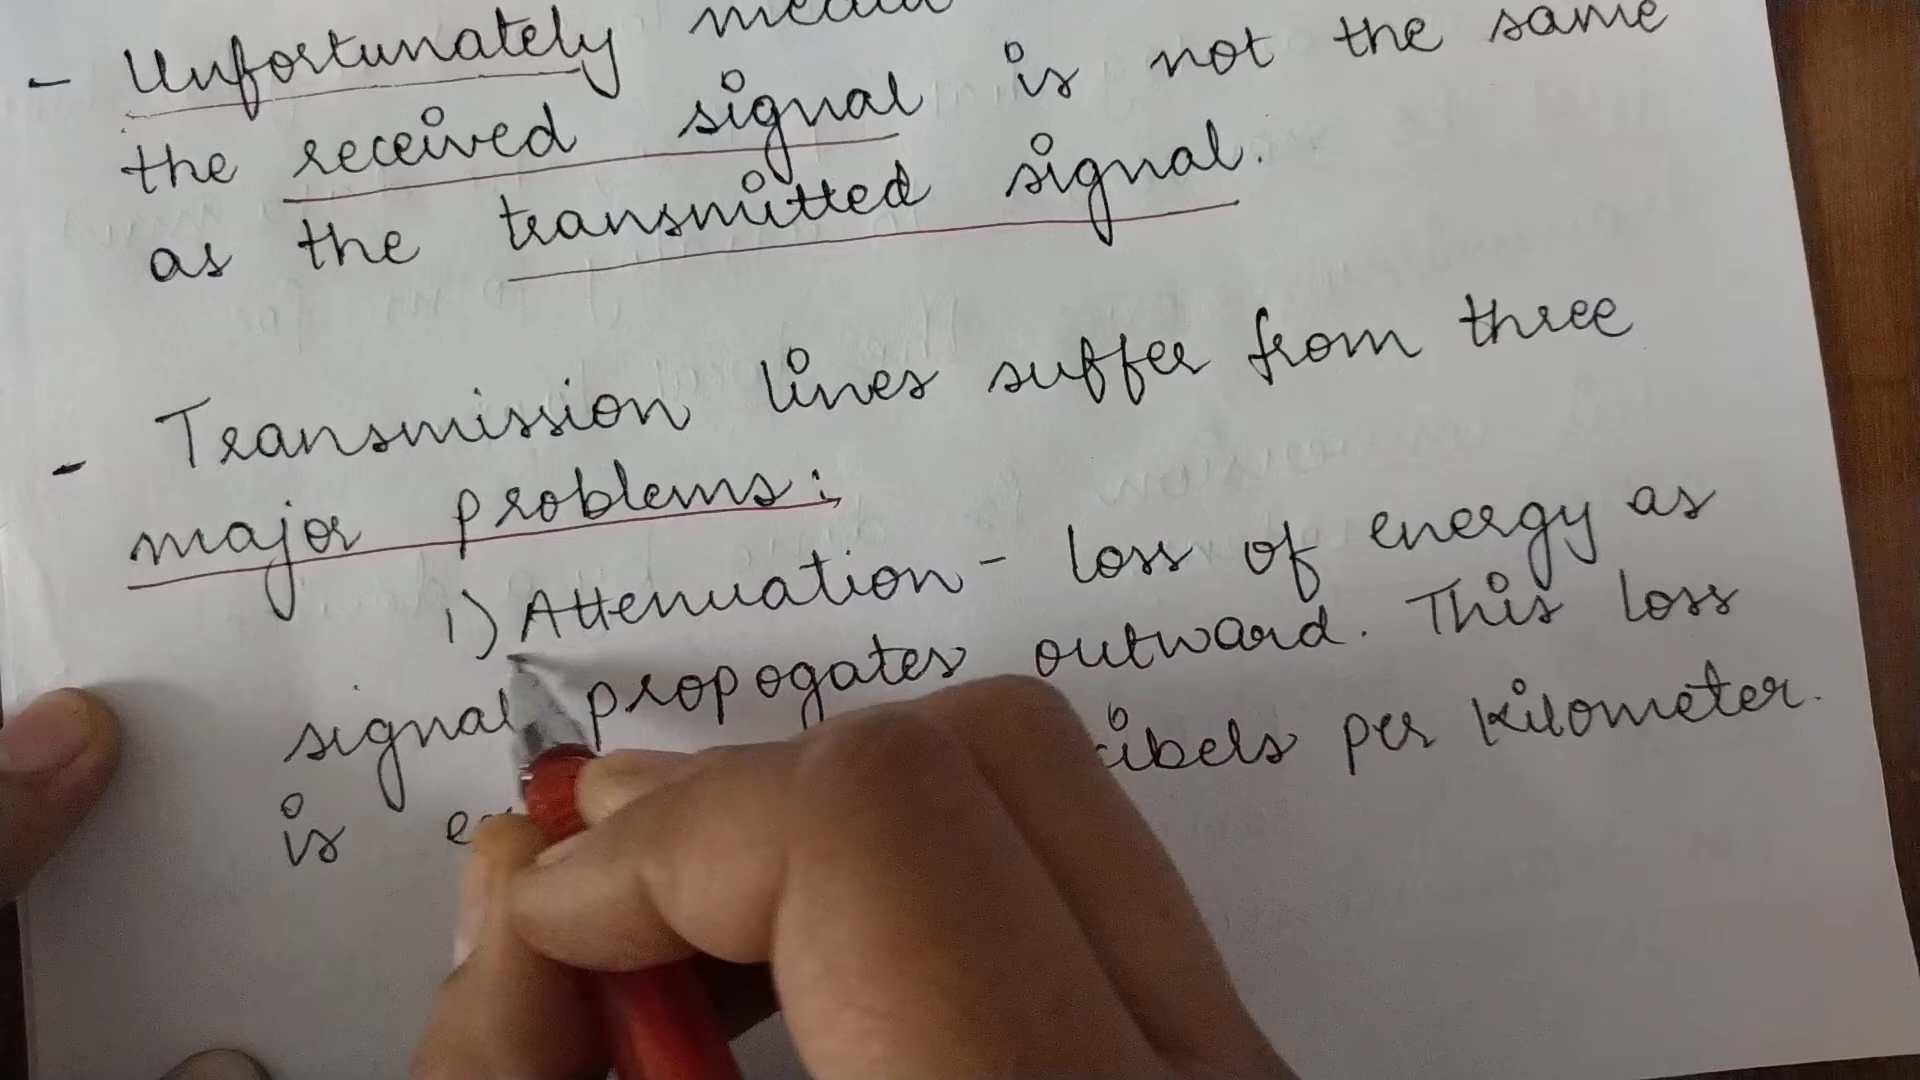 - Unfortunately media
the received signal is not the same
as the transmitted signal.
- Transmission lines suffer from three
major problems:
1) Attenuation - loss of energy as
signal propogates outward. This loss
is per kilometer.